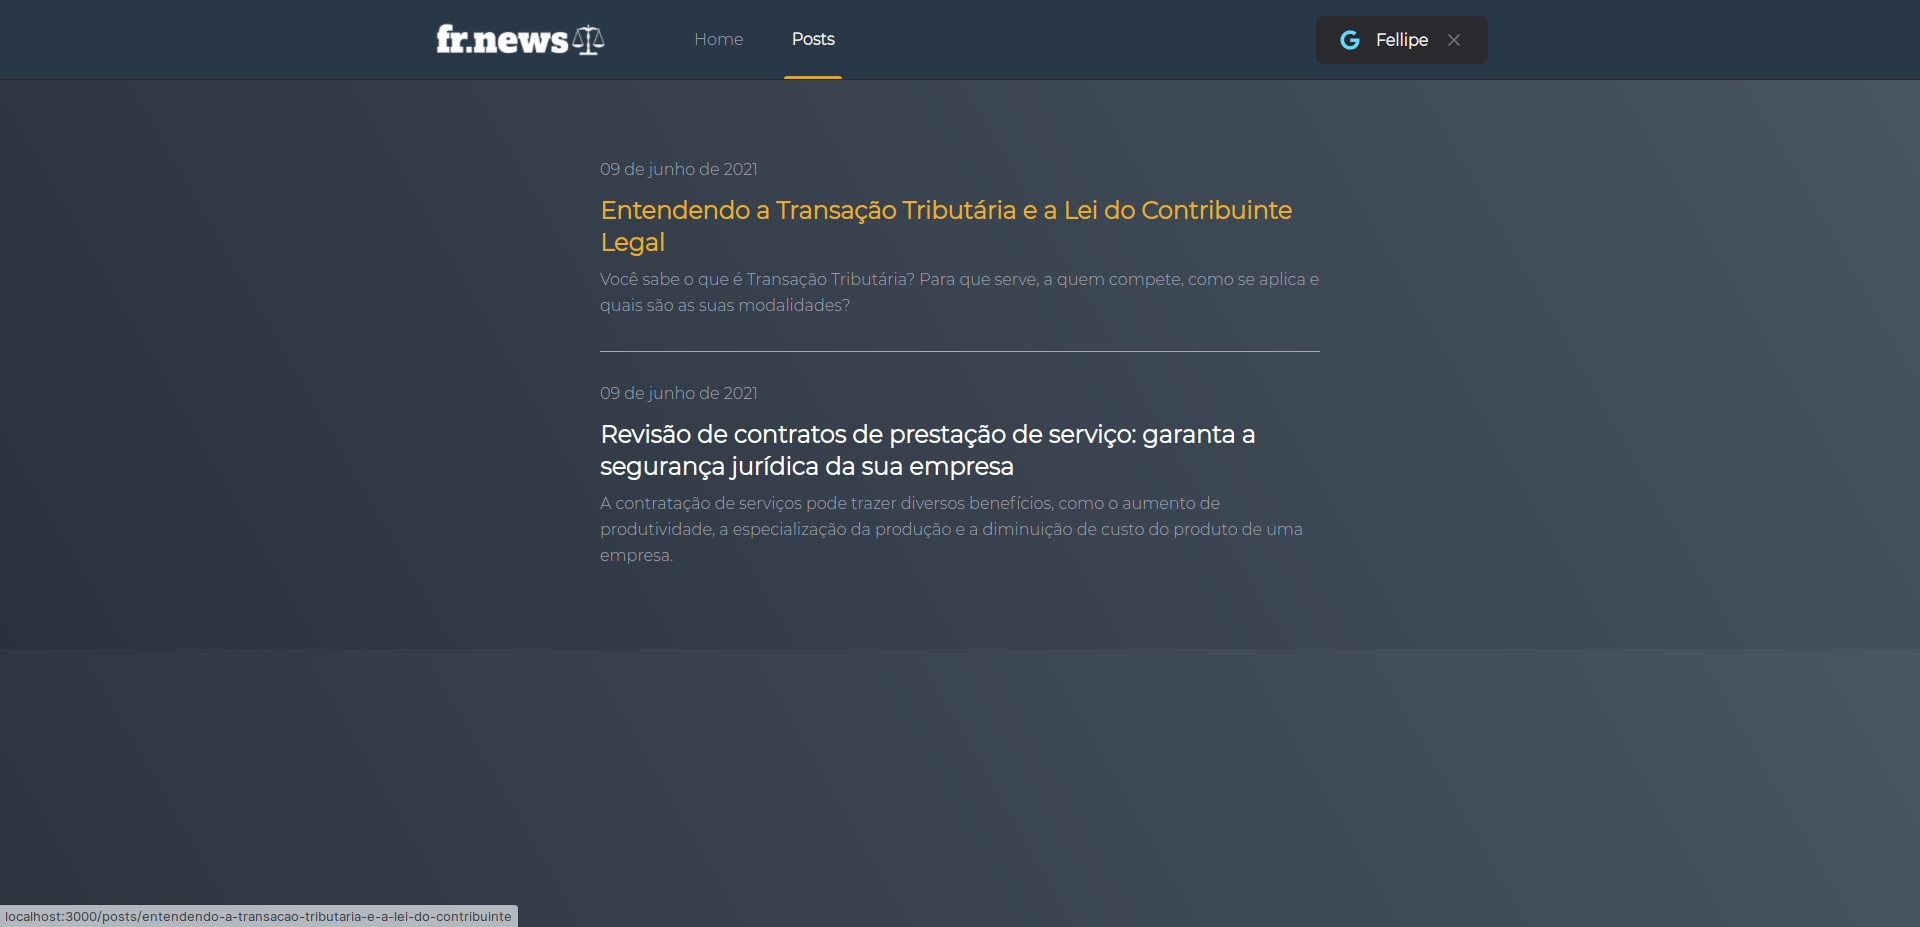 fr.news
Home
Posts
Fellipe
09 de junho de 2021
Entendendo a Transação Tributária e a Lei do Contribuinte
Legal
Você sabe o que é Transação Tributária? Para que serve, a quem compete, como se aplica e
quais são as suas modalidades?
09 de junho de 2021
Revisão de contratos de prestação de serviço: garanta a
segurança jurídica da sua empresa
A contratação de serviços pode trazer diversos benefícios, como o aumento de
produtividade, a especialização da produção e a diminuição de custo do produto de uma
empresa.
localhost:3000/posts/entendendo-a-transacao-tributaria-e-a-lei-do-contribuinte